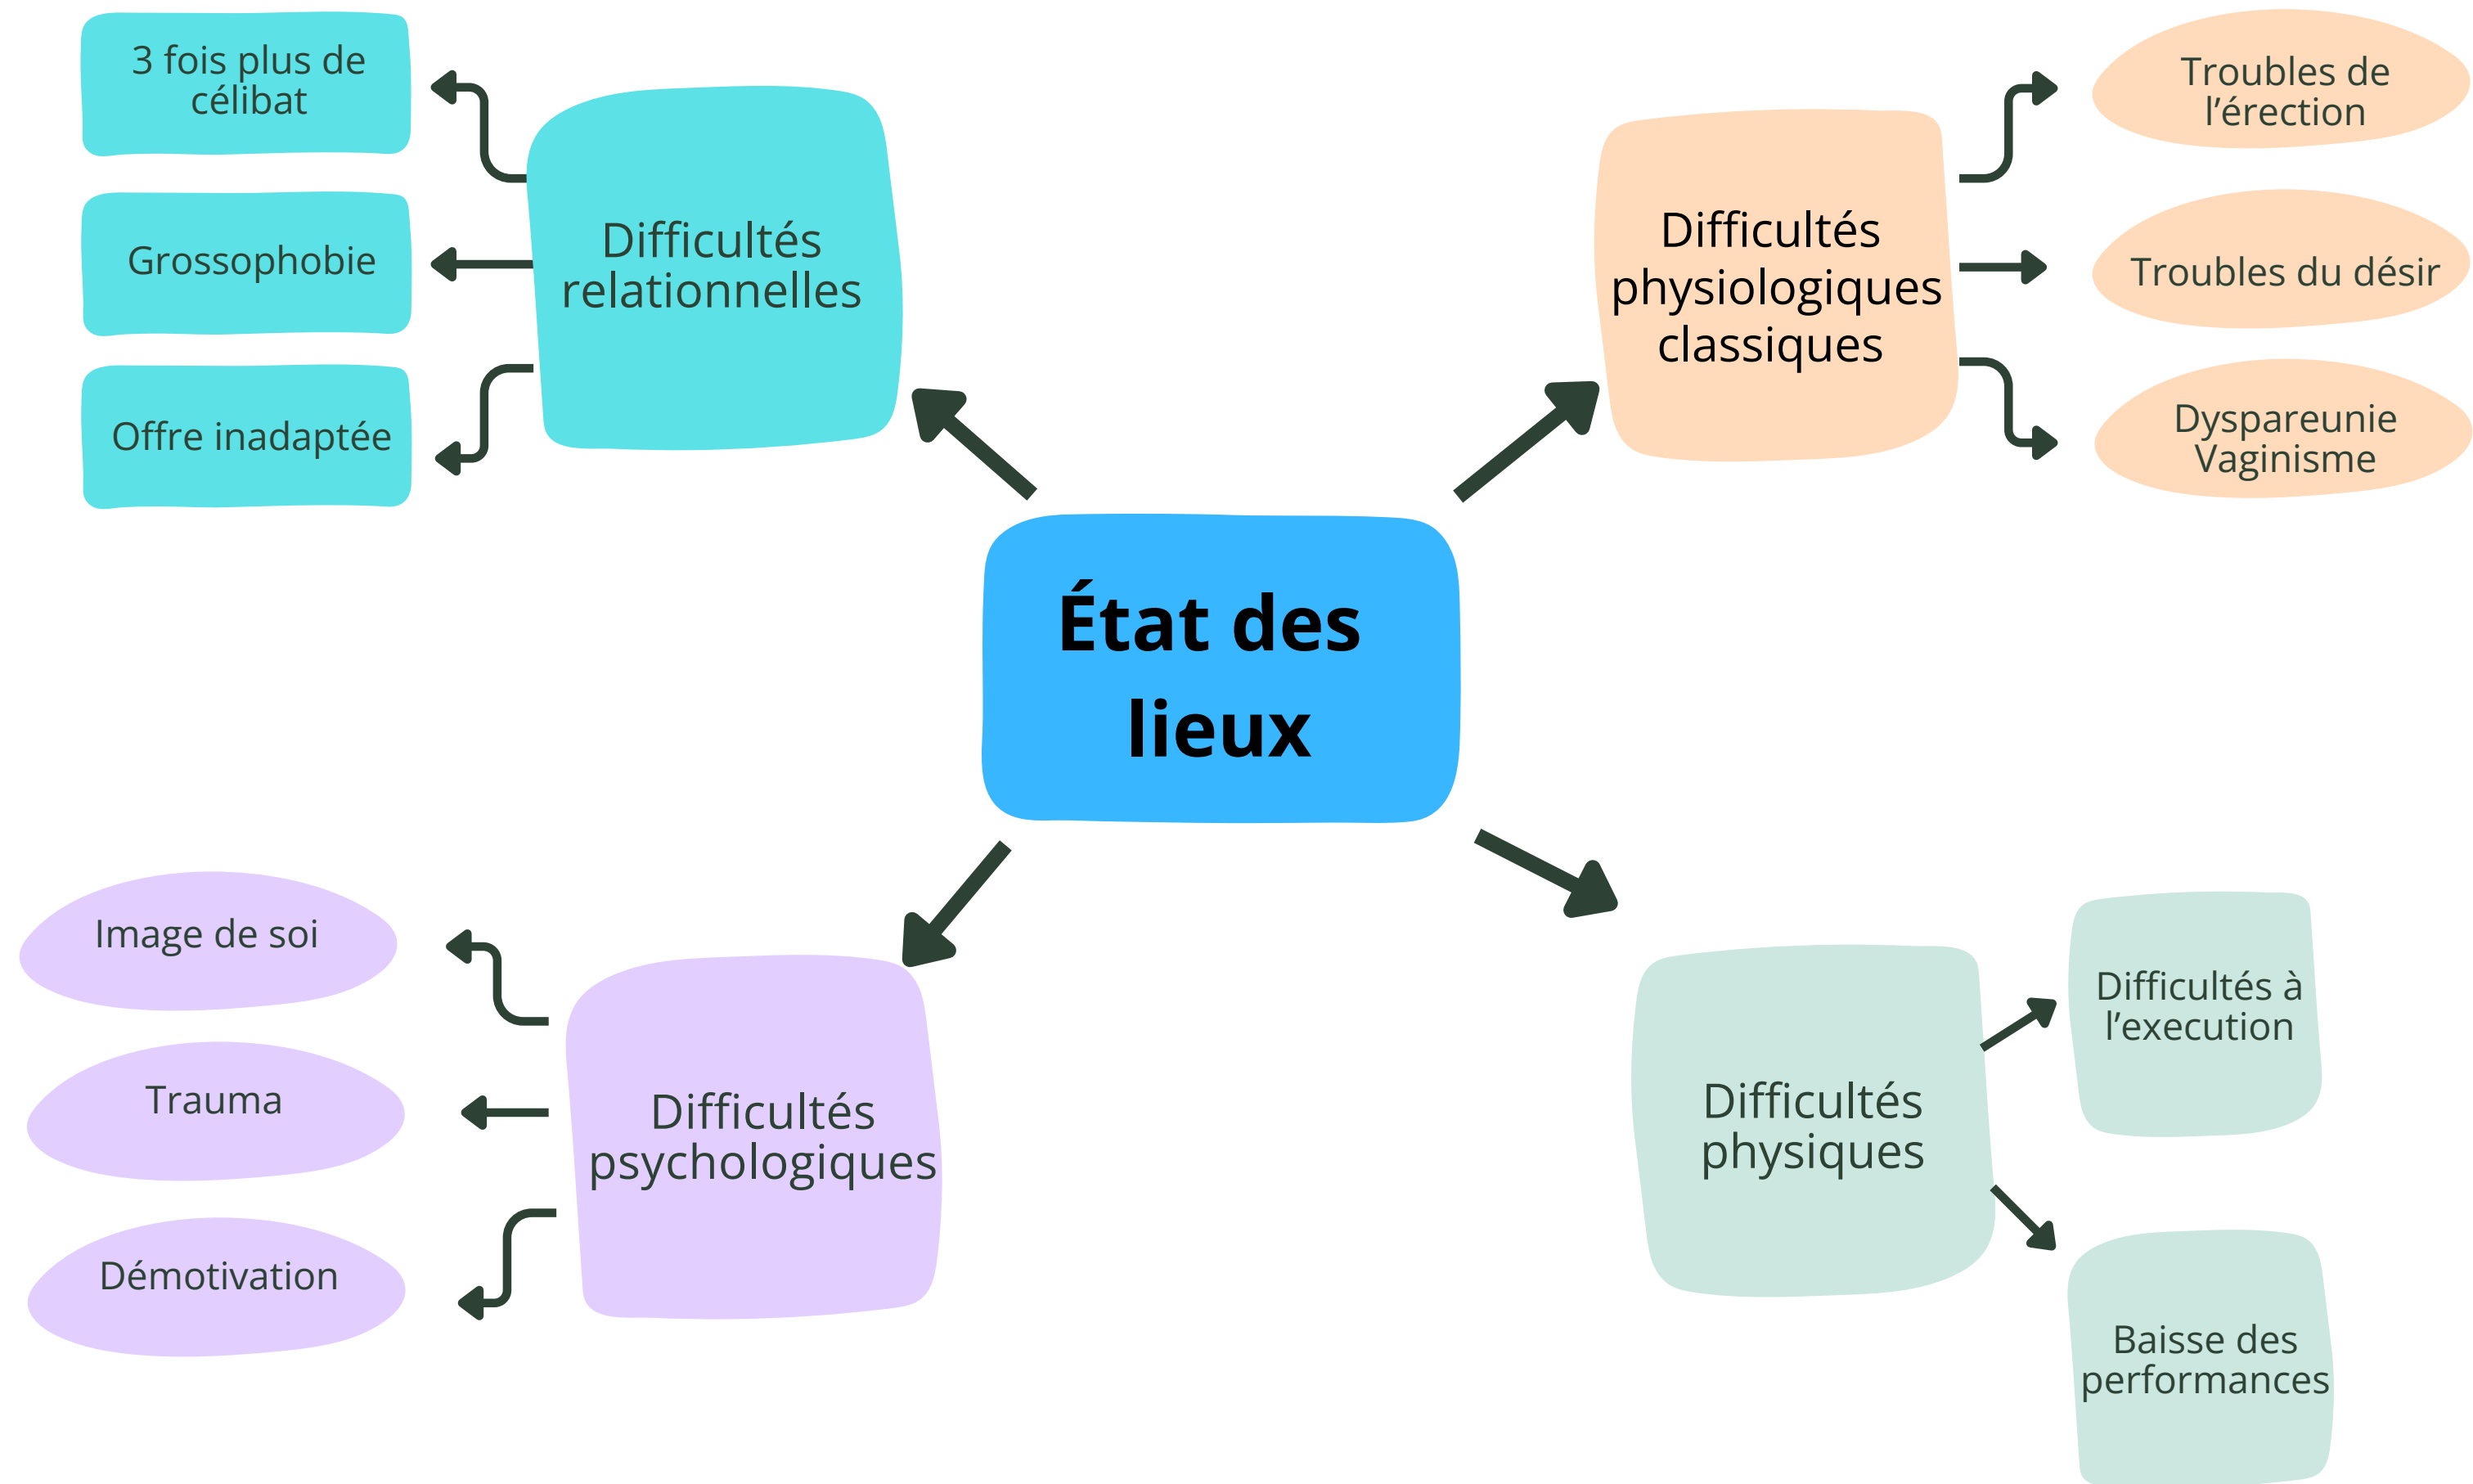 3 fois plus de
célibat
Grossophobie
Offre inadaptée
Difficultés
relationnelles
Difficultés
physiologiques
classiques
Troubles de
l’érection
Troubles du désir
Dyspareunie
Vaginisme
État des
lieux
Image de soi
Trauma
Démotivation
Difficultés
psychologiques
Difficultés
physiques
Difficultés à
l’execution
Baisse des
performances